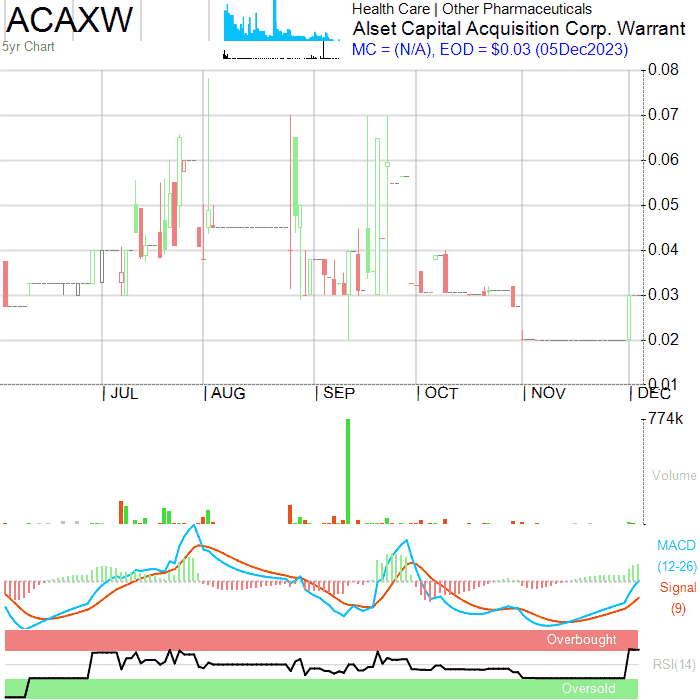 ACAXW
5yr Chart
Health Care | Other Pharmaceuticals
Alset Capital Acquisition Corp. Warrant
MC = (N/A), EOD = $0.03 (05Dec2023)
0.08
0.07
0.06
0.05
0.04
0.03
0.02
0.01
| JUL | AUG | SEP | OCT | NOV | DEC
774k
Volume
MACD
(12-26)
Signal
(9)
Overbought
RSI(14)
Oversold